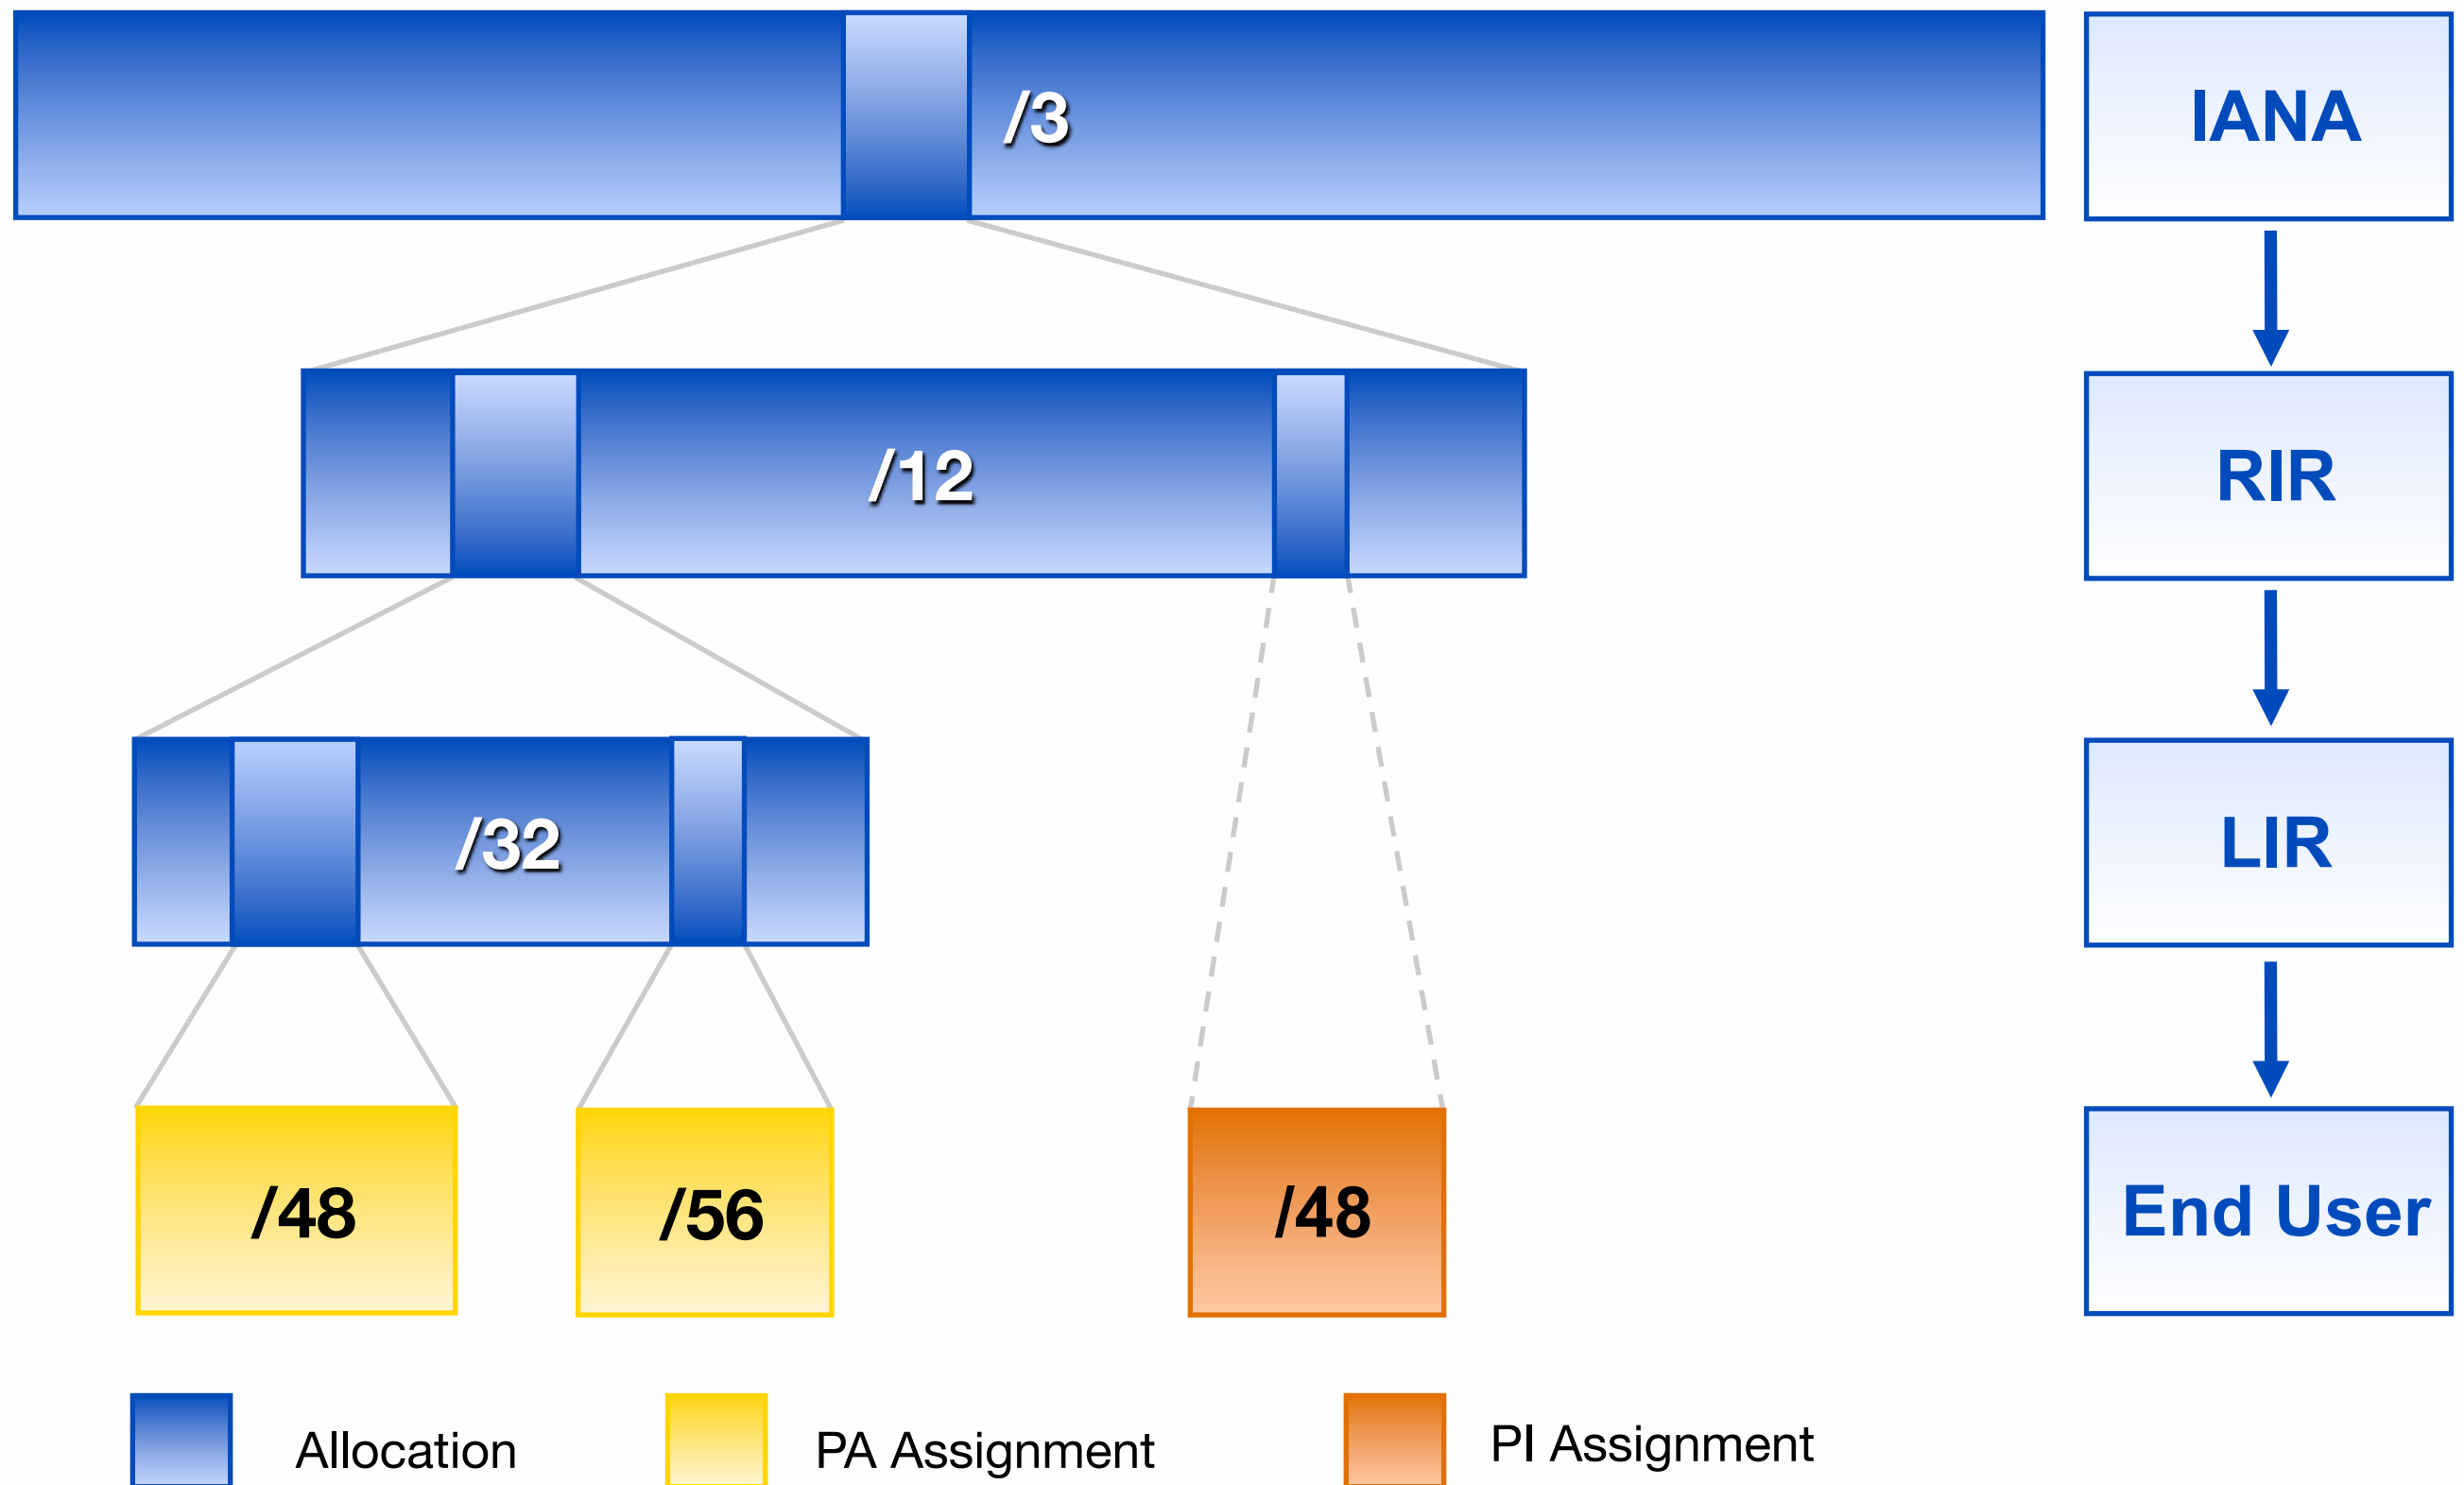 /3
IANA
/12
RIR
/32
LIR
/48
/56
/48
End User
Allocation
PA Assignment
PI Assignment